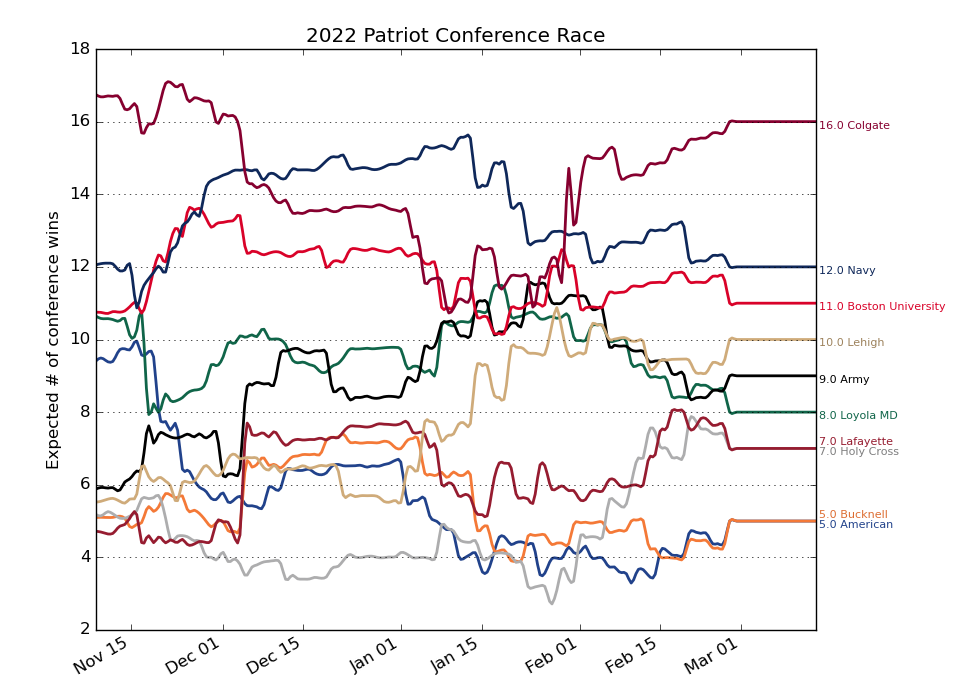 2022 Patriot Conference Race
Expected # of conference wins
18
16
14
12
10
8
6
4
2
Nov 15
Dec 01
Dec 15
Jan 01
Jan 15
Feb 01
Feb 15
Mar 01
16.0 Colgate
12.0 Navy
11.0 Boston University
10.0 Lehigh
9.0 Army
8.0 Loyola MD
7.0 Lafayette
7.0 Holy Cross
5.0 Bucknell
5.0 American